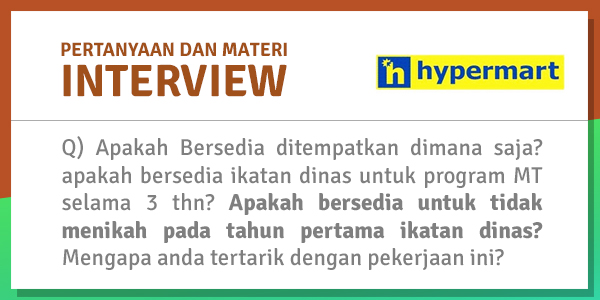 PERTANYAAN DAN MATERI
INTERVIEW
h hypermart
Q) Apakah Bersedia ditempatkan dimana saja?
apakah bersedia ikatan dinas untuk program MT
selama 3 thn? Apakah bersedia untuk tidak
menikah pada tahun pertama ikatan dinas?
Mengapa anda tertarik dengan pekerjaan ini?